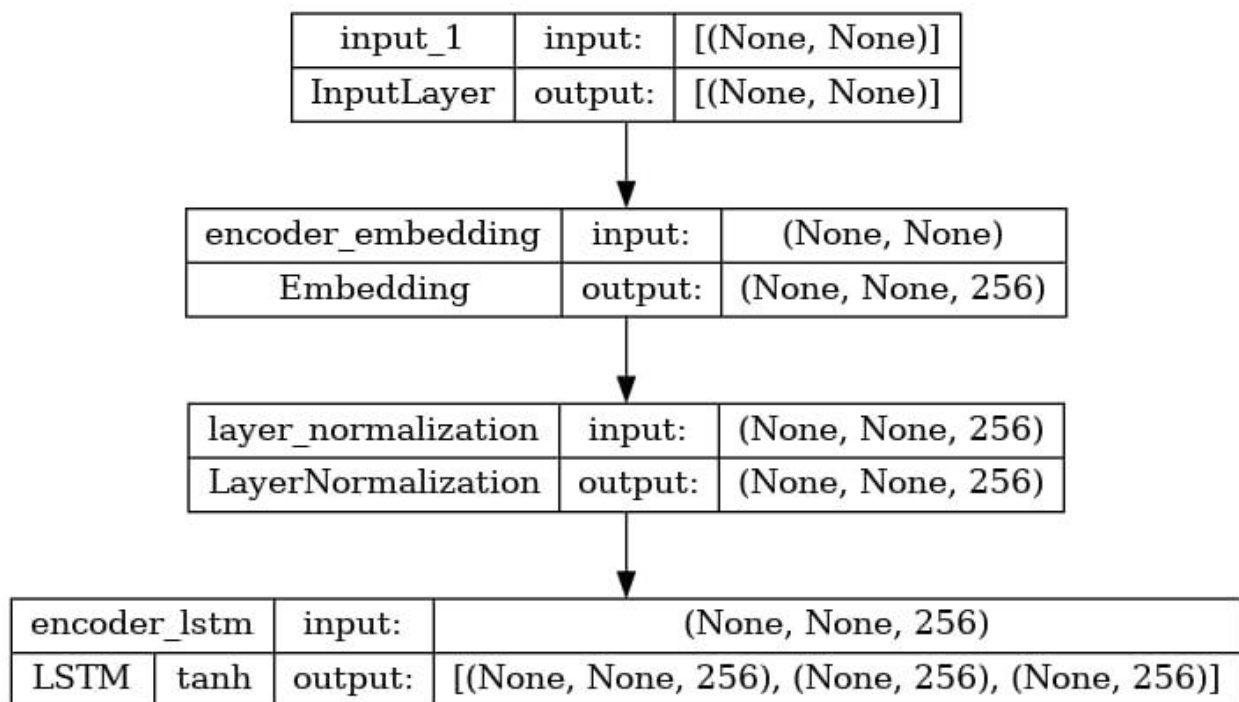 input_1 input: [(None, None)]
InputLayer output: [(None, None)]
encoder_embedding input: (None, None)
Embedding output: (None, None, 256)
layer_normalization input: (None, None, 256)
LayerNormalization output: (None, None, 256)
encoder_lstm input: (None, None, 256)
LSTM tanh output: [(None, None, 256), (None, 256), (None, 256)]